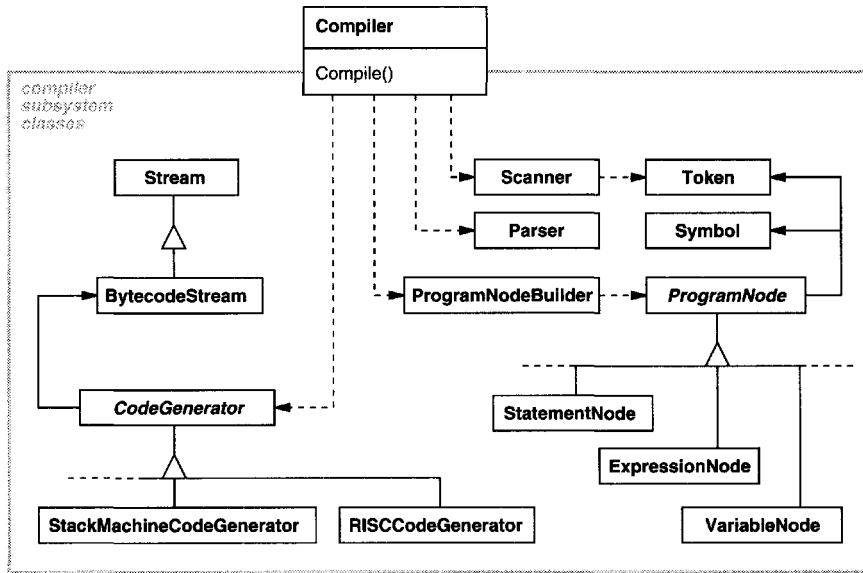 Compiler
Compile()
compiler
subsystem
classes
Stream
Scanner
Token
Parser
Symbol
BytecodeStream
ProgramNodeBuilder
ProgramNode
CodeGenerator
StatementNode
ExpressionNode
StackMachineCodeGenerator
RISCCodeGenerator
VariableNode